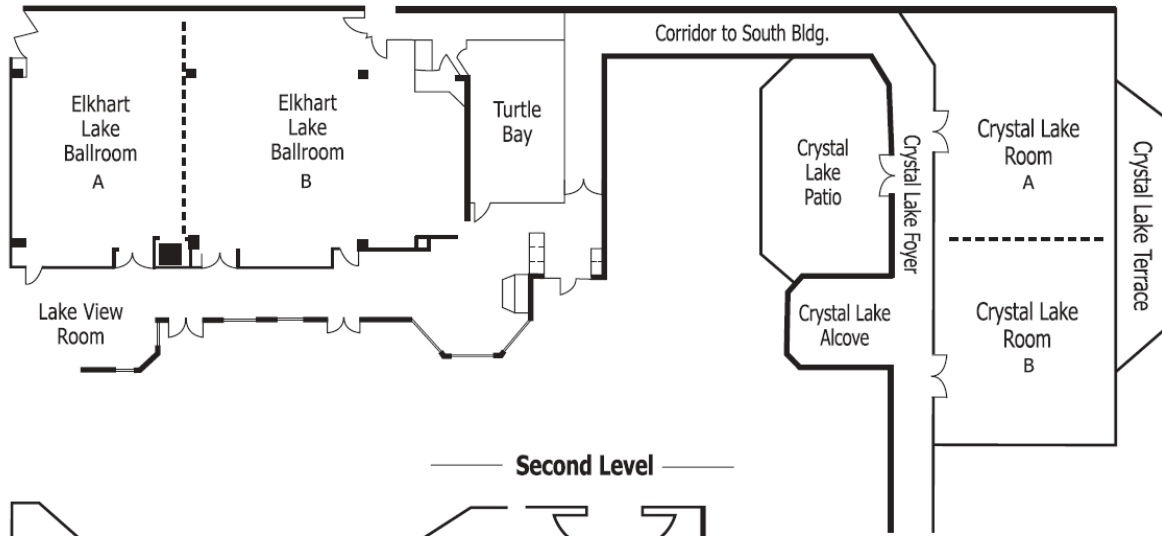 Corridor to South Bldg.
Elkhart
Lake
Ballroom
A
Elkhart
Lake
Ballroom
B
Turtle
Bay
Crystal
Lake
Patio
Crystal Lake Foyer
Crystal Lake
Room
A
Crystal Lake Terrace
Lake View
Room
Crystal Lake
Alcove
Crystal Lake
Room
B
Second Level